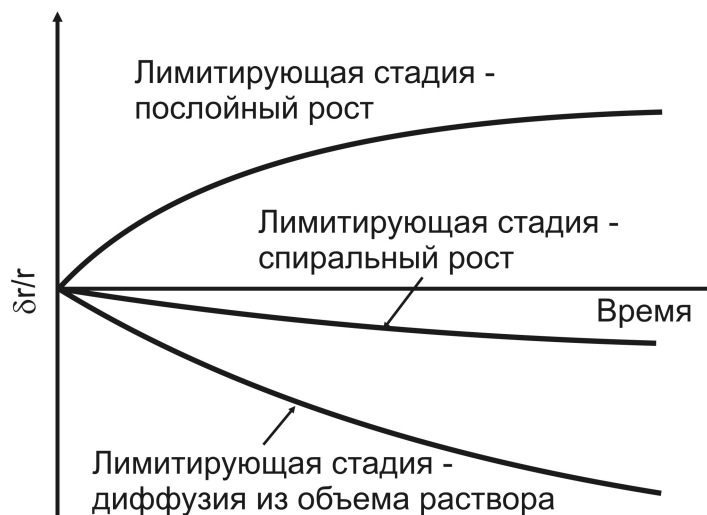 Лимитирующая стадия -
послойный рост
Лимитирующая стадия -
спиральный рост
δr/r
Время
Лимитирующая стадия -
диффузия из объема раствора